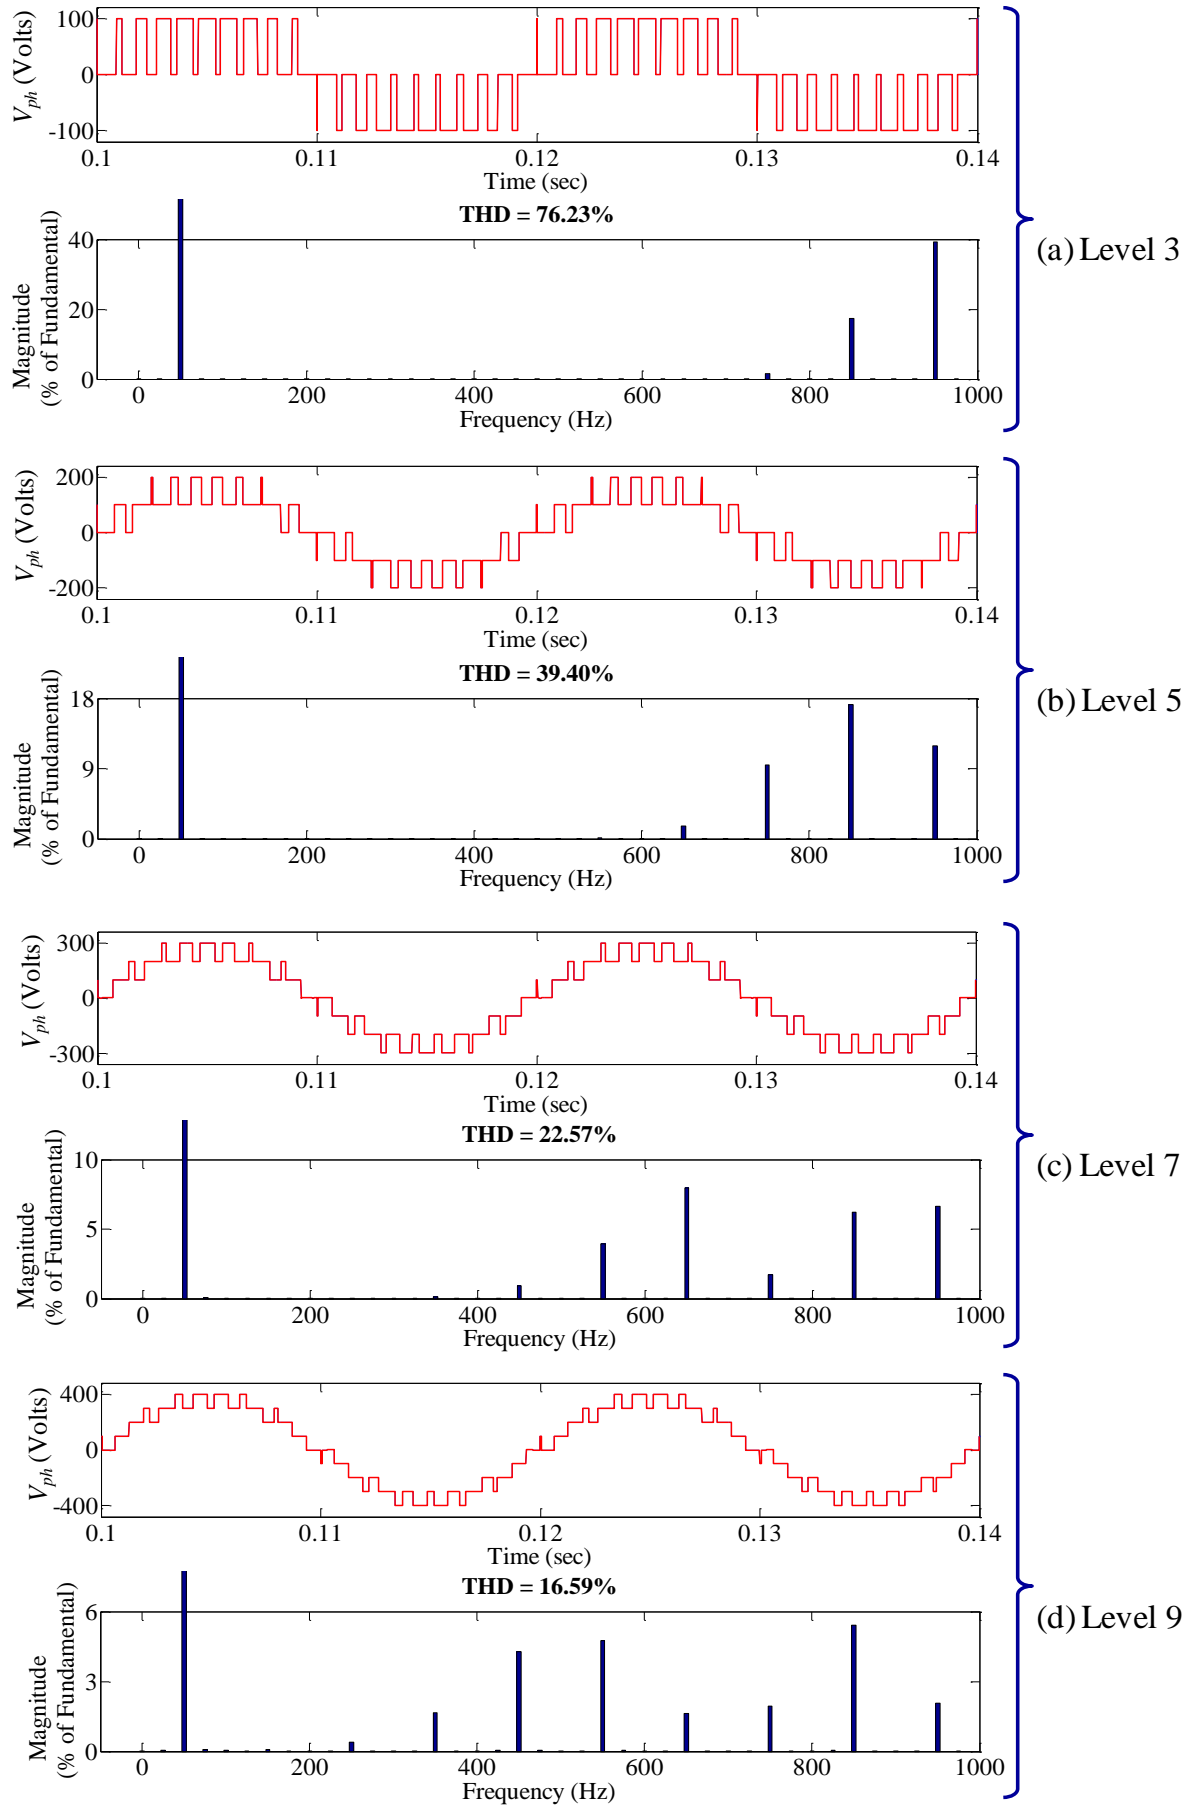 100
0
-100
V_ph (Volts)
0.1 0.11 0.12 0.13 0.14
Time (sec)
THD = 76.23%
40
20
0
Magnitude
(% of Fundamental)
0 200 400 600 800 1000
Frequency (Hz)
(a) Level 3
200
0
-200
V_ph (Volts)
0.1 0.11 0.12 0.13 0.14
Time (sec)
THD = 39.40%
18
9
0
Magnitude
(% of Fundamental)
0 200 400 600 800 1000
Frequency (Hz)
(b) Level 5
300
0
-300
V_ph (Volts)
0.1 0.11 0.12 0.13 0.14
Time (sec)
THD = 22.57%
10
5
0
Magnitude
(% of Fundamental)
0 200 400 600 800 1000
Frequency (Hz)
(c) Level 7
400
0
-400
V_ph (Volts)
0.1 0.11 0.12 0.13 0.14
Time (sec)
THD = 16.59%
6
3
0
Magnitude
(% of Fundamental)
0 200 400 600 800 1000
Frequency (Hz)
(d) Level 9